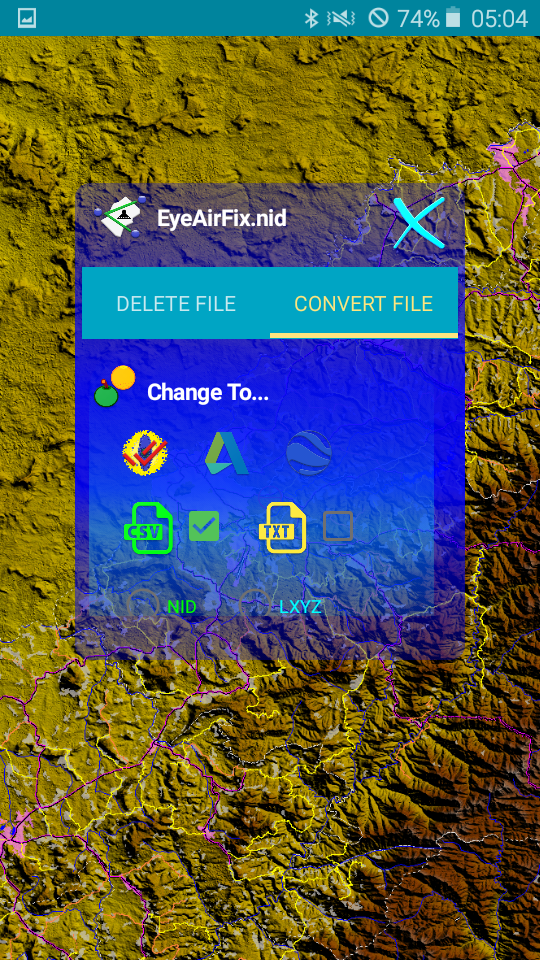 74% 05:04
EyeAirFix.nid
DELETE FILE CONVERT FILE
Change To...
CSV TXT
NID LXYZ